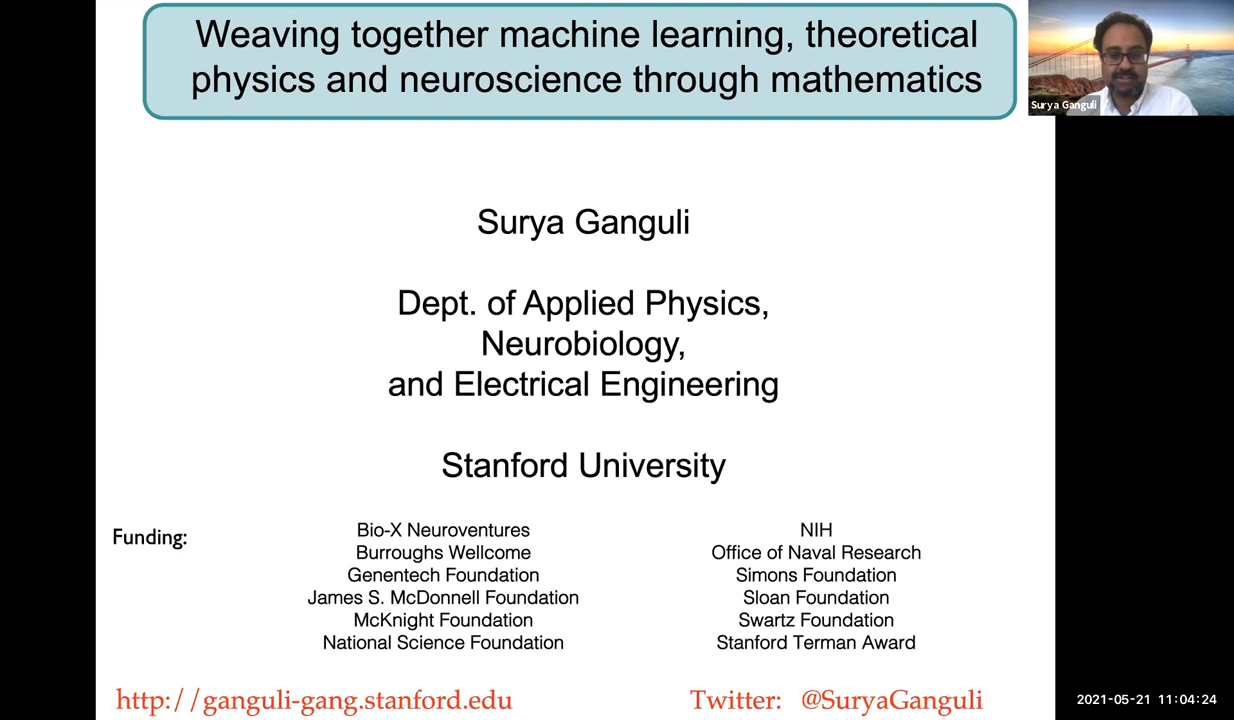 Weaving together machine learning, theoretical
physics and neuroscience through mathematics
Surya Ganguli
Surya Ganguli
Dept. of Applied Physics,
Neurobiology,
and Electrical Engineering
Stanford University
Funding:
Bio-X Neuroventures
Burroughs Wellcome
Genentech Foundation
James S. McDonnell Foundation
McKnight Foundation
National Science Foundation
NIH
Office of Naval Research
Simons Foundation
Sloan Foundation
Swartz Foundation
Stanford Terman Award
http://ganguli-gang.stanford.edu
Twitter: @SuryaGanguli
2021-05-21 11:04:24